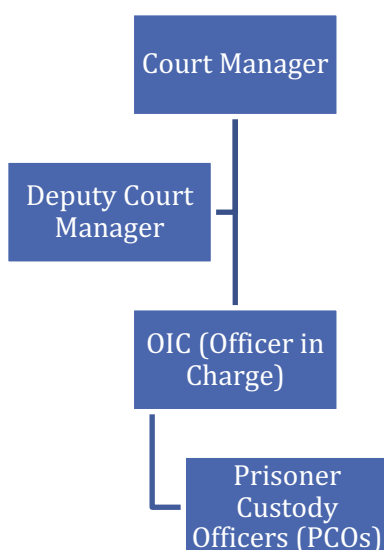 Court Manager
Deputy Court
Manager
OIC (Officer in
Charge)
Prisoner
Custody
Officers (PCOs)